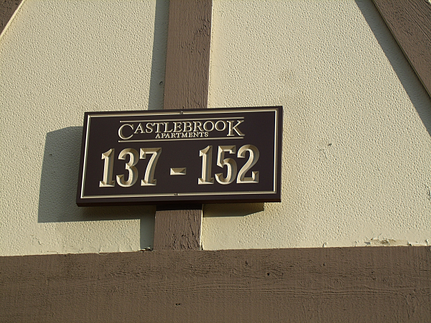 CASTLEBROOK
APARTMENTS
137 - 152